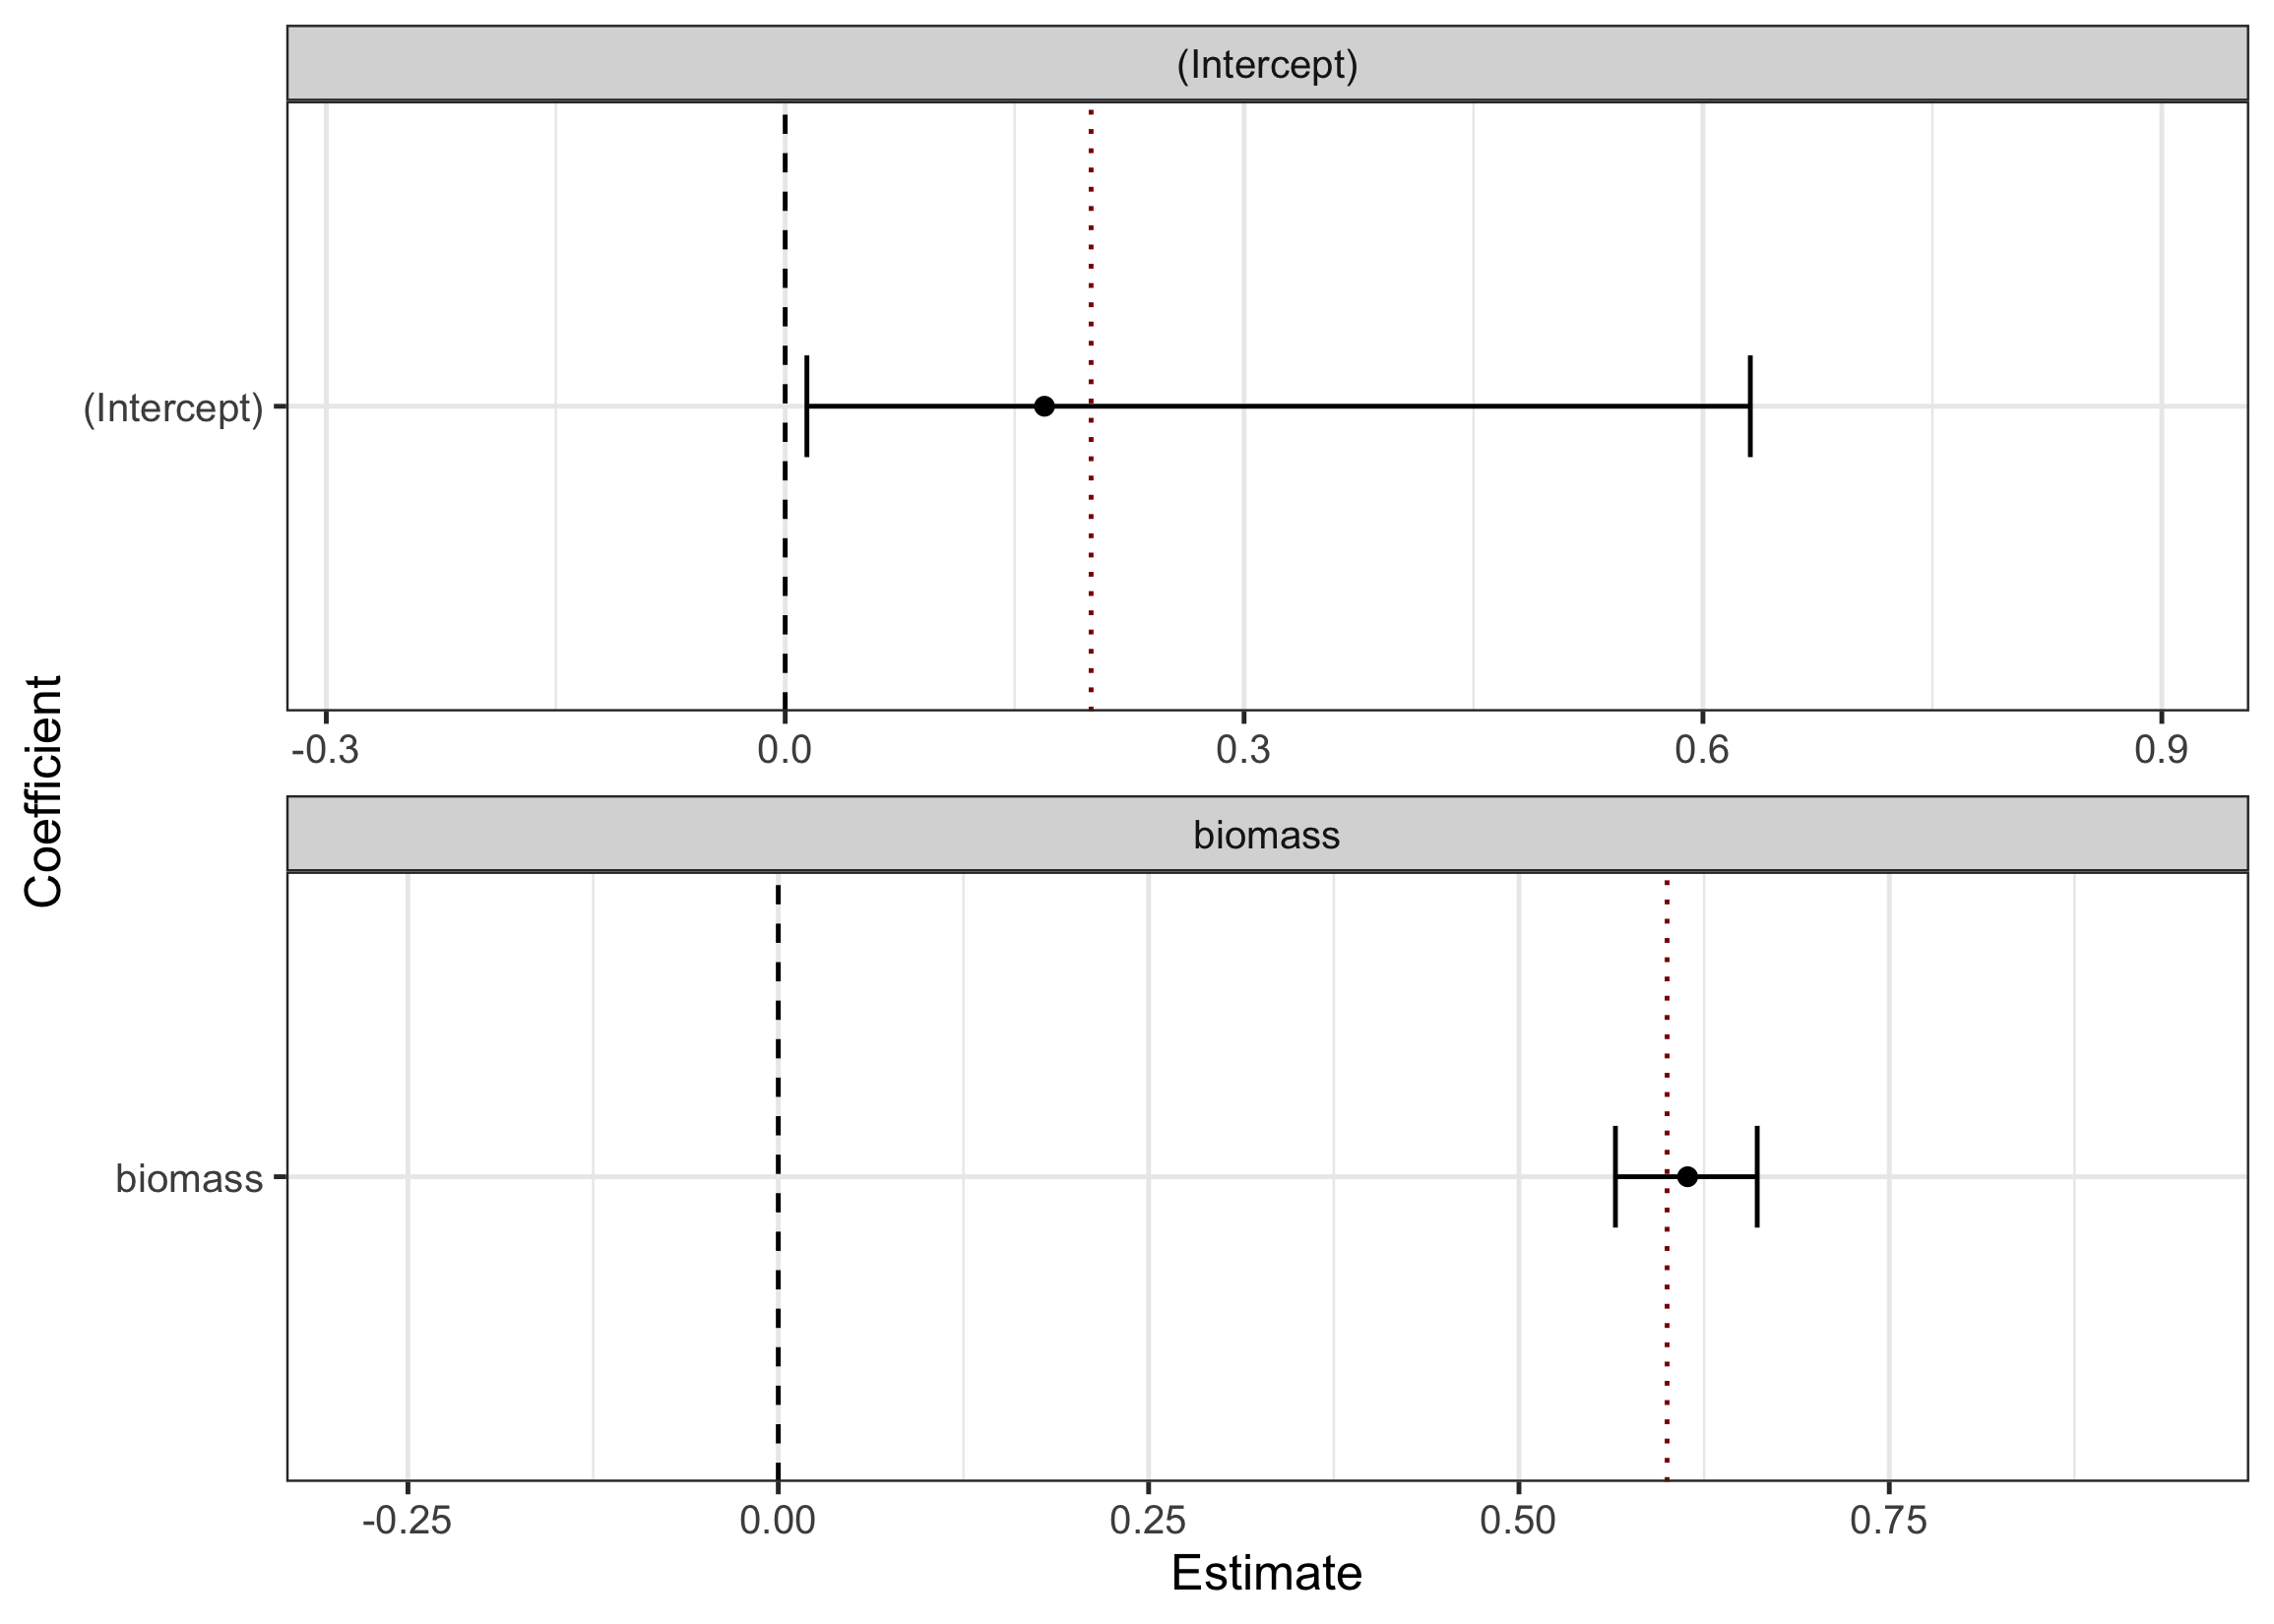 (Intercept)
(Intercept)
-0.3 0.0 0.3 0.6 0.9
Coefficient
biomass
biomass
-0.25 0.00 0.25 0.50 0.75
Estimate